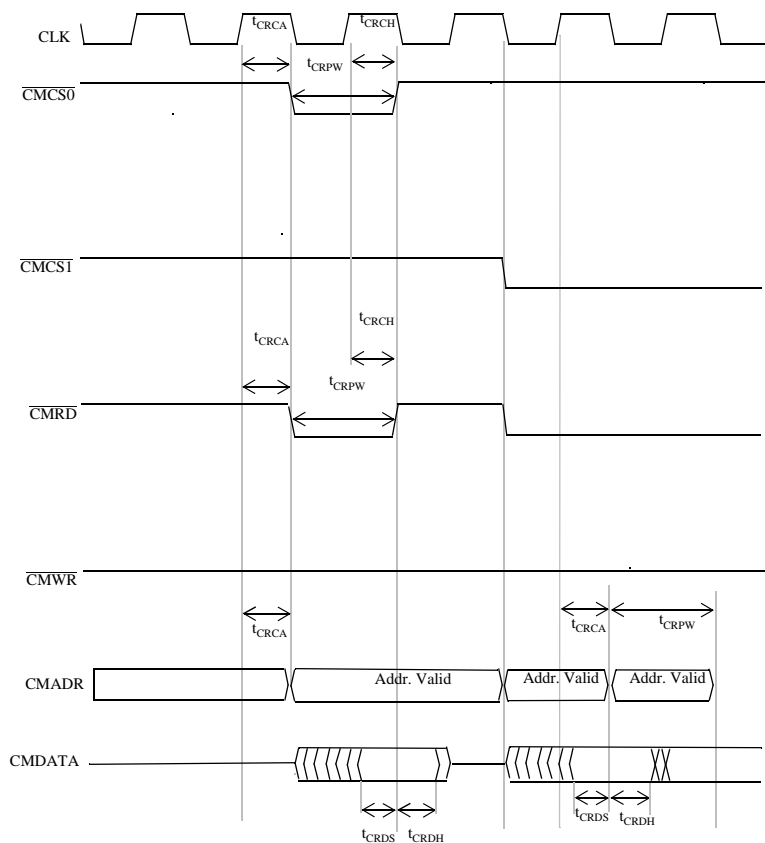 CLK
tCRCA
tCRCH
tCRPW
CMCS0
CMCS1
tCRCH
tCRCA
tCRPW
CMRD
CMWR
tCRCA
tCRCA
tCRPW
CMADR
Addr. Valid
Addr. Valid
Addr. Valid
CMDATA
tCRDS
tCRDH
tCRDS
tCRDH